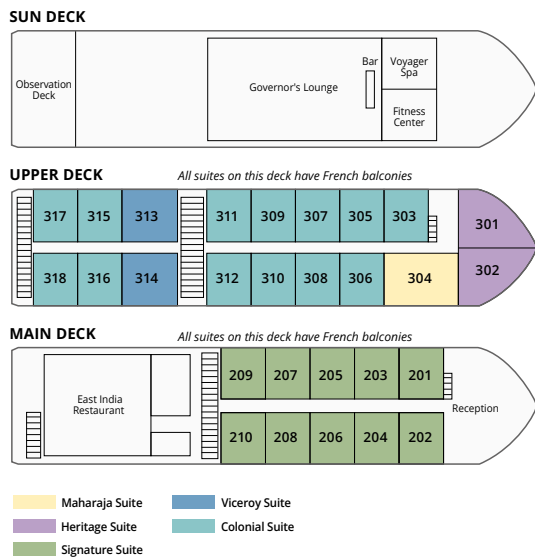 SUN DECK
Observation
Deck
Governor's Lounge
Bar
Voyager
Spa
Fitness
Center
UPPER DECK
All suites on this deck have French balconies
317 315 313 311 309 307 305 303 301
318 316 314 312 310 308 306 304 302
MAIN DECK
All suites on this deck have French balconies
East India
Restaurant
209 207 205 203 201
210 208 206 204 202
Reception
Maharaja Suite
Viceroy Suite
Heritage Suite
Colonial Suite
Signature Suite